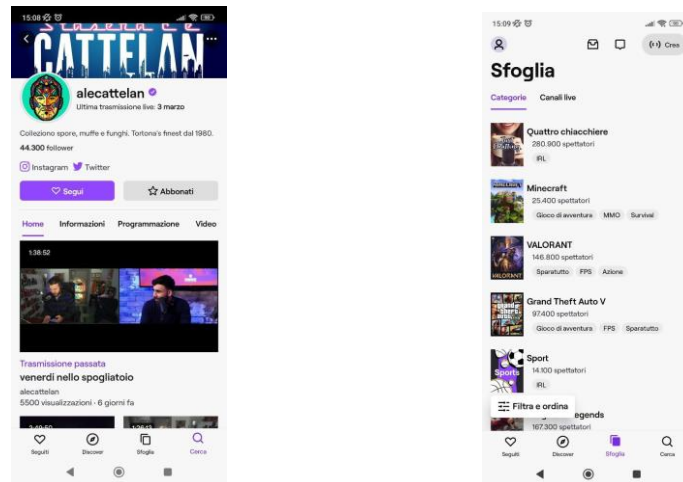 15:08
CATTELAN
alecattelan
Ultima trasmissione live: 3 marzo
Colleziono spore, muffe e funghi. Tortona's finest dal 1980.
44.300 follower
Instagram Twitter
Segui
Abbonati
Home Informazioni Programmazione Video
1:38:52
Trasmissione passata
venerdi nello spogliatoio
alecattelan
5500 visualizzazioni · 6 giorni fa
Seguiti Discover Sfoglia Cerca
15:09
Crea
Sfoglia
Categorie Canali live
Quattro chiacchiere
280.900 spettatori
IRL
Minecraft
25.400 spettatori
Gioco di avventura MMO Survival
VALORANT
VALORANT
146.800 spettatori
Sparatutto FPS Azione
Grand Theft Auto V
97.400 spettatori
Gioco di avventura FPS Sparatutto
Sports
Sport
14.100 spettatori
IRL
Filtra e ordina
egends
167.300 spettatori
Seguiti Discover Sfoglia Cerca